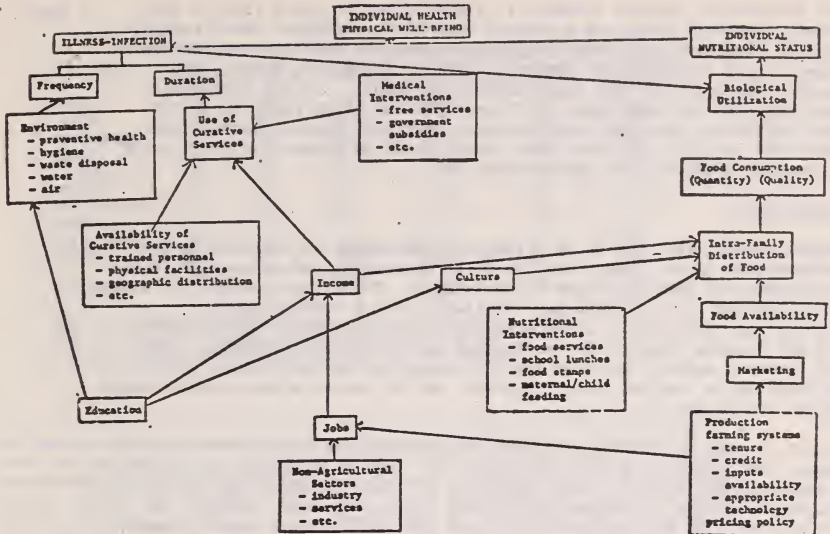 INDIVIDUAL HEALTH
PHYSICAL WELL-BEING
ILLNESS-INFECTION
INDIVIDUAL
NUTRITIONAL STATUS
Frequency
Duration
Medical
Interventions
- free services
- government
subsidies
- etc.
Biological
Utilization
Environment
- preventive health
- hygiene
- waste disposal
- water
- air
Use of
Curative
Services
Food Consumption
(Quantity) (Quality)
Availability of
Curative Services
- trained personnel
- physical facilities
- geographic distribution
- etc.
Income
Culture
Intra-Family
Distribution
of Food
Nutritional
Interventions
- food services
- school lunches
- food stamps
- maternal/child
feeding
Food Availability
Marketing
Education
Jobs
Non-Agricultural
Sectors
- industry
- services
- etc.
Production
farming systems
- tenure
- credit
- inputs
availability
- appropriate
technology
pricing policy